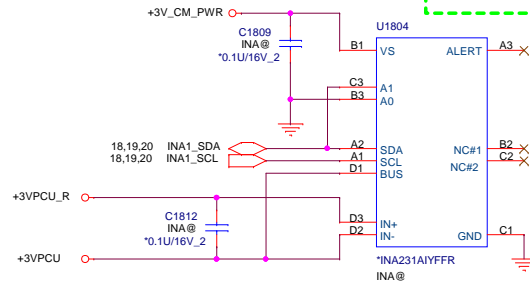 +3V_CM_PWR
U1804
C1809
INA@
*0.1U/16V_2
B1 VS ALERT A3
C3 A1
B3 A0
18,19,20 INA1_SDA A2 SDA NC#1 B2
18,19,20 INA1_SCL A1 SCL NC#2 C2
D1 BUS
+3VPCU_R
C1812
INA@
*0.1U/16V_2
D3 IN+
D2 IN- GND C1
+3VPCU
*INA231AIYFFR
INA@